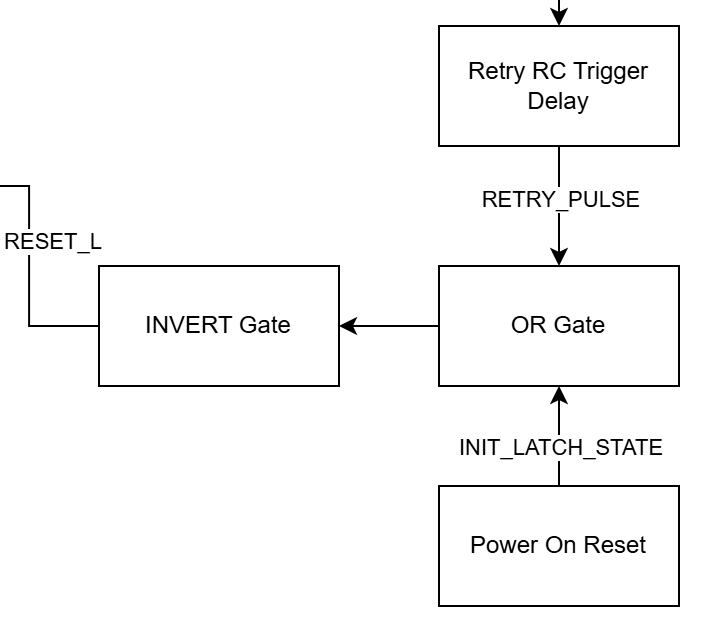 Retry RC Trigger
Delay
RETRY_PULSE
RESET_L
INVERT Gate
OR Gate
INIT_LATCH_STATE
Power On Reset